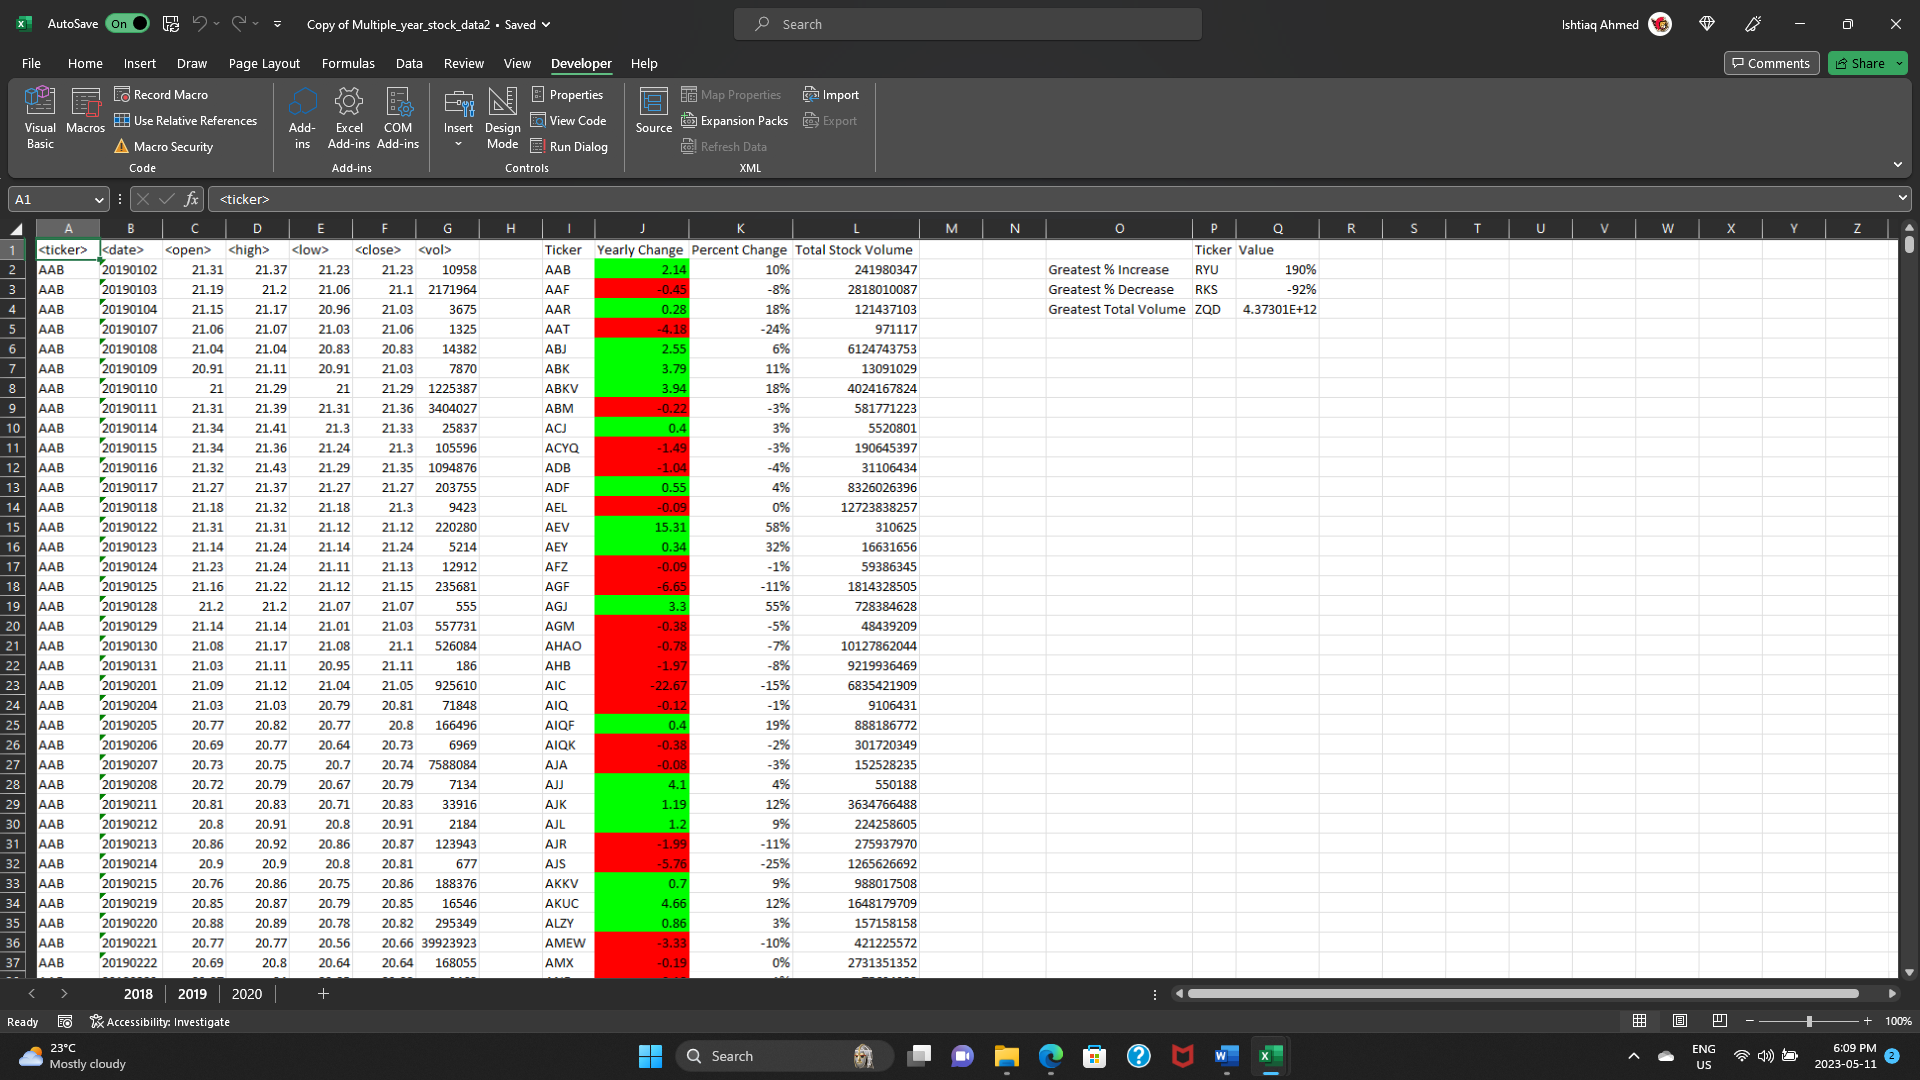 AutoSave On Copy of Multiple_year_stock_data2 • Saved Search Ishtiaq Ahmed
File Home Insert Draw Page Layout Formulas Data Review View Developer Help Comments Share
Visual Basic Macros Record Macro Use Relative References Macro Security Code
Add-ins Excel Add-ins COM Add-ins Add-ins
Insert Design Mode Properties View Code Run Dialog Controls
Source Map Properties Expansion Packs Refresh Data Import Export XML
A1 fx <ticker>
A B C D E F G H I J K L M N O P Q R S T U V W X Y Z
1 <ticker> <date> <open> <high> <low> <close> <vol> Ticker Yearly Change Percent Change Total Stock Volume Ticker Value
2 AAB 20190102 21.31 21.37 21.23 21.23 10958 AAB 2.14 10% 241980347 Greatest % Increase RYU 190%
3 AAB 20190103 21.19 21.2 21.06 21.1 2171964 AAF -0.45 -8% 2818010087 Greatest % Decrease RKS -92%
4 AAB 20190104 21.15 21.17 20.96 21.03 3675 AAR 0.28 18% 121437103 Greatest Total Volume ZQD 4.37301E+12
5 AAB 20190107 21.06 21.07 21.03 21.06 1325 AAT -4.18 -24% 971117
6 AAB 20190108 21.04 21.04 20.83 20.83 14382 ABJ 2.55 6% 6124743753
7 AAB 20190109 20.91 21.11 20.91 21.03 7870 ABK 3.79 11% 13091029
8 AAB 20190110 21 21.29 21 21.29 1225387 ABKV 3.94 18% 4024167824
9 AAB 20190111 21.31 21.39 21.31 21.36 3404027 ABM -0.22 -3% 581771223
10 AAB 20190114 21.34 21.41 21.3 21.33 25837 ACJ 0.4 3% 5520801
11 AAB 20190115 21.34 21.36 21.24 21.3 105596 ACYQ -1.49 -3% 190645397
12 AAB 20190116 21.32 21.43 21.29 21.35 1094876 ADB -1.04 -4% 31106434
13 AAB 20190117 21.27 21.37 21.27 21.27 203755 ADF 0.55 4% 8326026396
14 AAB 20190118 21.18 21.32 21.18 21.3 9423 AEL -0.09 0% 12723838257
15 AAB 20190122 21.31 21.31 21.12 21.12 220280 AEV 15.31 58% 310625
16 AAB 20190123 21.14 21.24 21.14 21.24 5214 AEY 0.34 32% 16631656
17 AAB 20190124 21.23 21.24 21.11 21.13 12912 AFZ -0.09 -1% 59386345
18 AAB 20190125 21.16 21.22 21.12 21.15 235681 AGF -6.65 -11% 1814328505
19 AAB 20190128 21.2 21.2 21.07 21.07 555 AGJ 3.3 55% 728384628
20 AAB 20190129 21.14 21.14 21.01 21.03 557731 AGM -0.38 -5% 48439209
21 AAB 20190130 21.08 21.17 21.08 21.1 526084 AHAO -0.78 -7% 10127862044
22 AAB 20190131 21.03 21.11 20.95 21.11 186 AHB -1.97 -8% 9219936469
23 AAB 20190201 21.09 21.12 21.04 21.05 925610 AIC -22.67 -15% 6835421909
24 AAB 20190204 21.03 21.03 20.79 20.81 71848 AIQ -0.12 -1% 9106431
25 AAB 20190205 20.77 20.82 20.77 20.8 166496 AIQF 0.4 19% 888186772
26 AAB 20190206 20.69 20.77 20.64 20.73 6969 AIQK -0.38 -2% 301720349
27 AAB 20190207 20.73 20.75 20.7 20.74 7588084 AJA -0.08 -3% 152528235
28 AAB 20190208 20.72 20.79 20.67 20.79 7134 AJJ 4.1 4% 550188
29 AAB 20190211 20.81 20.83 20.71 20.83 33916 AJK 1.19 12% 3634766488
30 AAB 20190212 20.8 20.91 20.8 20.91 2184 AJL 1.2 9% 224258605
31 AAB 20190213 20.86 20.92 20.86 20.87 123943 AJR -1.99 -11% 275937970
32 AAB 20190214 20.9 20.9 20.8 20.81 677 AJS -5.76 -25% 1265626692
33 AAB 20190215 20.76 20.86 20.75 20.86 188376 AKKV 0.7 9% 988017508
34 AAB 20190219 20.85 20.87 20.79 20.85 16546 AKUC 4.66 12% 1648179709
35 AAB 20190220 20.88 20.89 20.78 20.82 295349 ALZY 0.86 3% 157158158
36 AAB 20190221 20.77 20.77 20.56 20.66 39923923 AMEW -3.33 -10% 421225572
37 AAB 20190222 20.69 20.8 20.64 20.64 168055 AMX -0.19 0% 2731351352
2018 2019 2020
Ready Accessibility: Investigate 100%
23°C
Mostly cloudy
Search
ENG
US
6:09 PM
2023-05-11
2